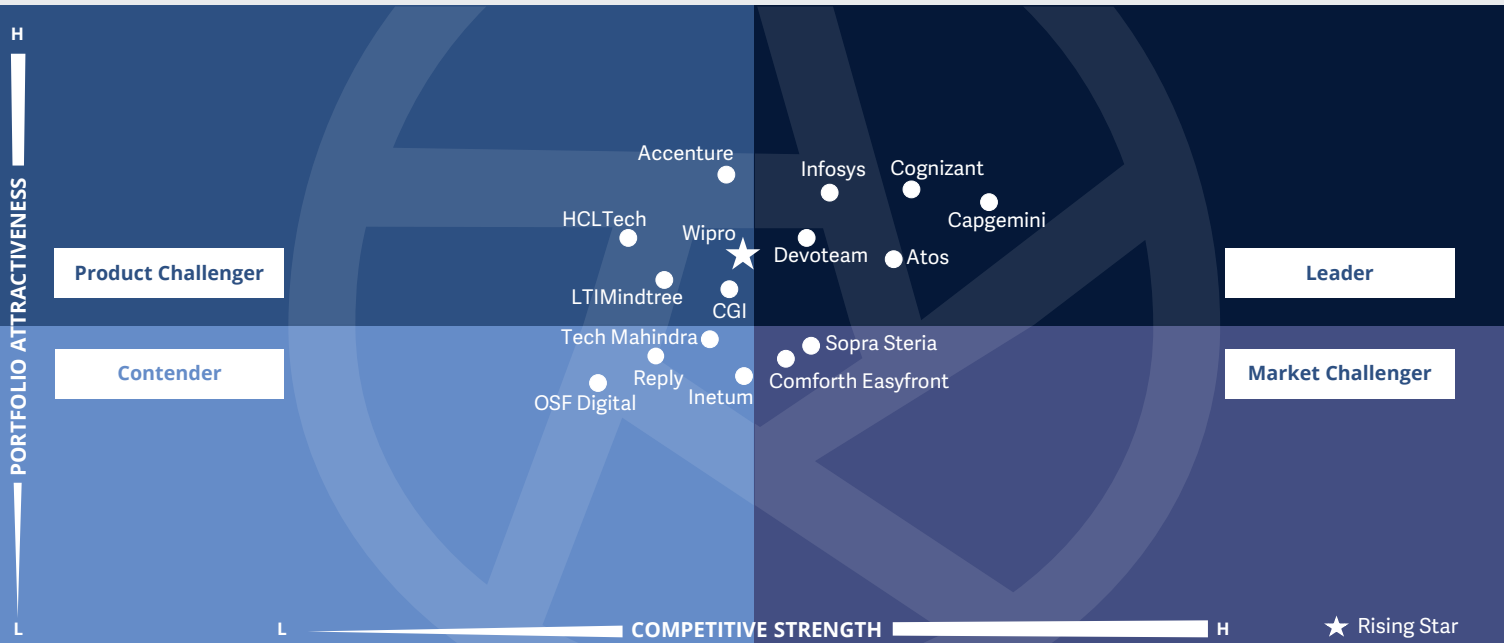 H
Accenture
Infosys
Cognizant
Capgemini
HCLTech
Wipro
Devoteam
Atos
Product Challenger
Leader
LTIMindtree
CGI
PORTFOLIO ATTRACTIVENESS
Tech Mahindra
Sopra Steria
Contender
Reply
Comforth Easyfront
Market Challenger
Inetum
OSF Digital
L
L
COMPETITIVE STRENGTH
H
Rising Star